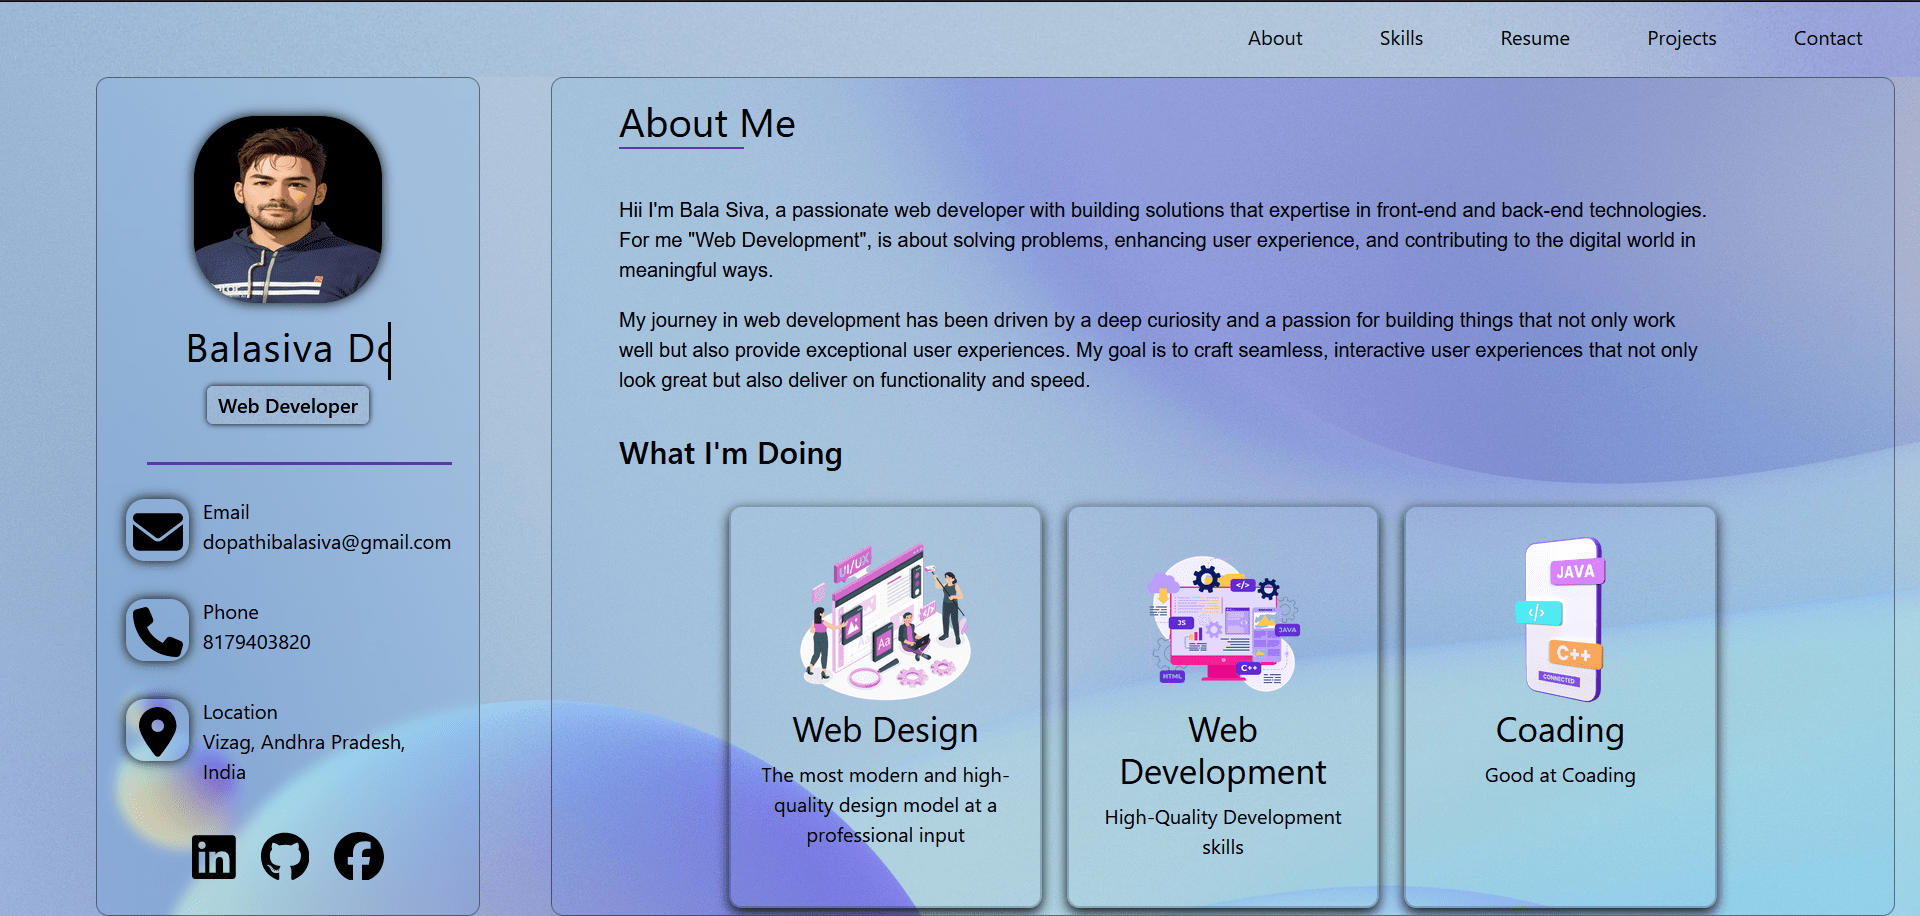 About Skills Resume Projects Contact
Balasiva Do
Web Developer
Email
dopathibalasiva@gmail.com
Phone
8179403820
Location
Vizag, Andhra Pradesh,
India
About Me
Hii I'm Bala Siva, a passionate web developer with building solutions that expertise in front-end and back-end technologies.
For me "Web Development", is about solving problems, enhancing user experience, and contributing to the digital world in
meaningful ways.
My journey in web development has been driven by a deep curiosity and a passion for building things that not only work
well but also provide exceptional user experiences. My goal is to craft seamless, interactive user experiences that not only
look great but also deliver on functionality and speed.
What I'm Doing
UI/UX
Aa
</>
Web Design
The most modern and high-
quality design model at a
professional input
</>
JS
JAVA
C++
HTML
Web
Development
High-Quality Development
skills
JAVA
</>
C++
CONNECTED
Coading
Good at Coading
in